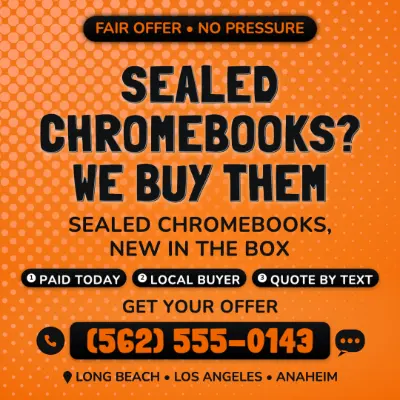 FAIR OFFER • NO PRESSURE
SEALED
CHROMEBOOKS?
WE BUY THEM
SEALED CHROMEBOOKS,
NEW IN THE BOX
1 PAID TODAY 2 LOCAL BUYER 3 QUOTE BY TEXT
GET YOUR OFFER
(562) 555-0143
LONG BEACH • LOS ANGELES • ANAHEIM